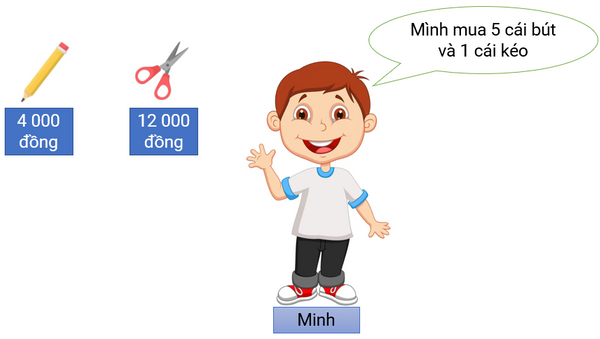 Mình mua 5 cái bút
và 1 cái kéo
4 000
đồng
12 000
đồng
Minh